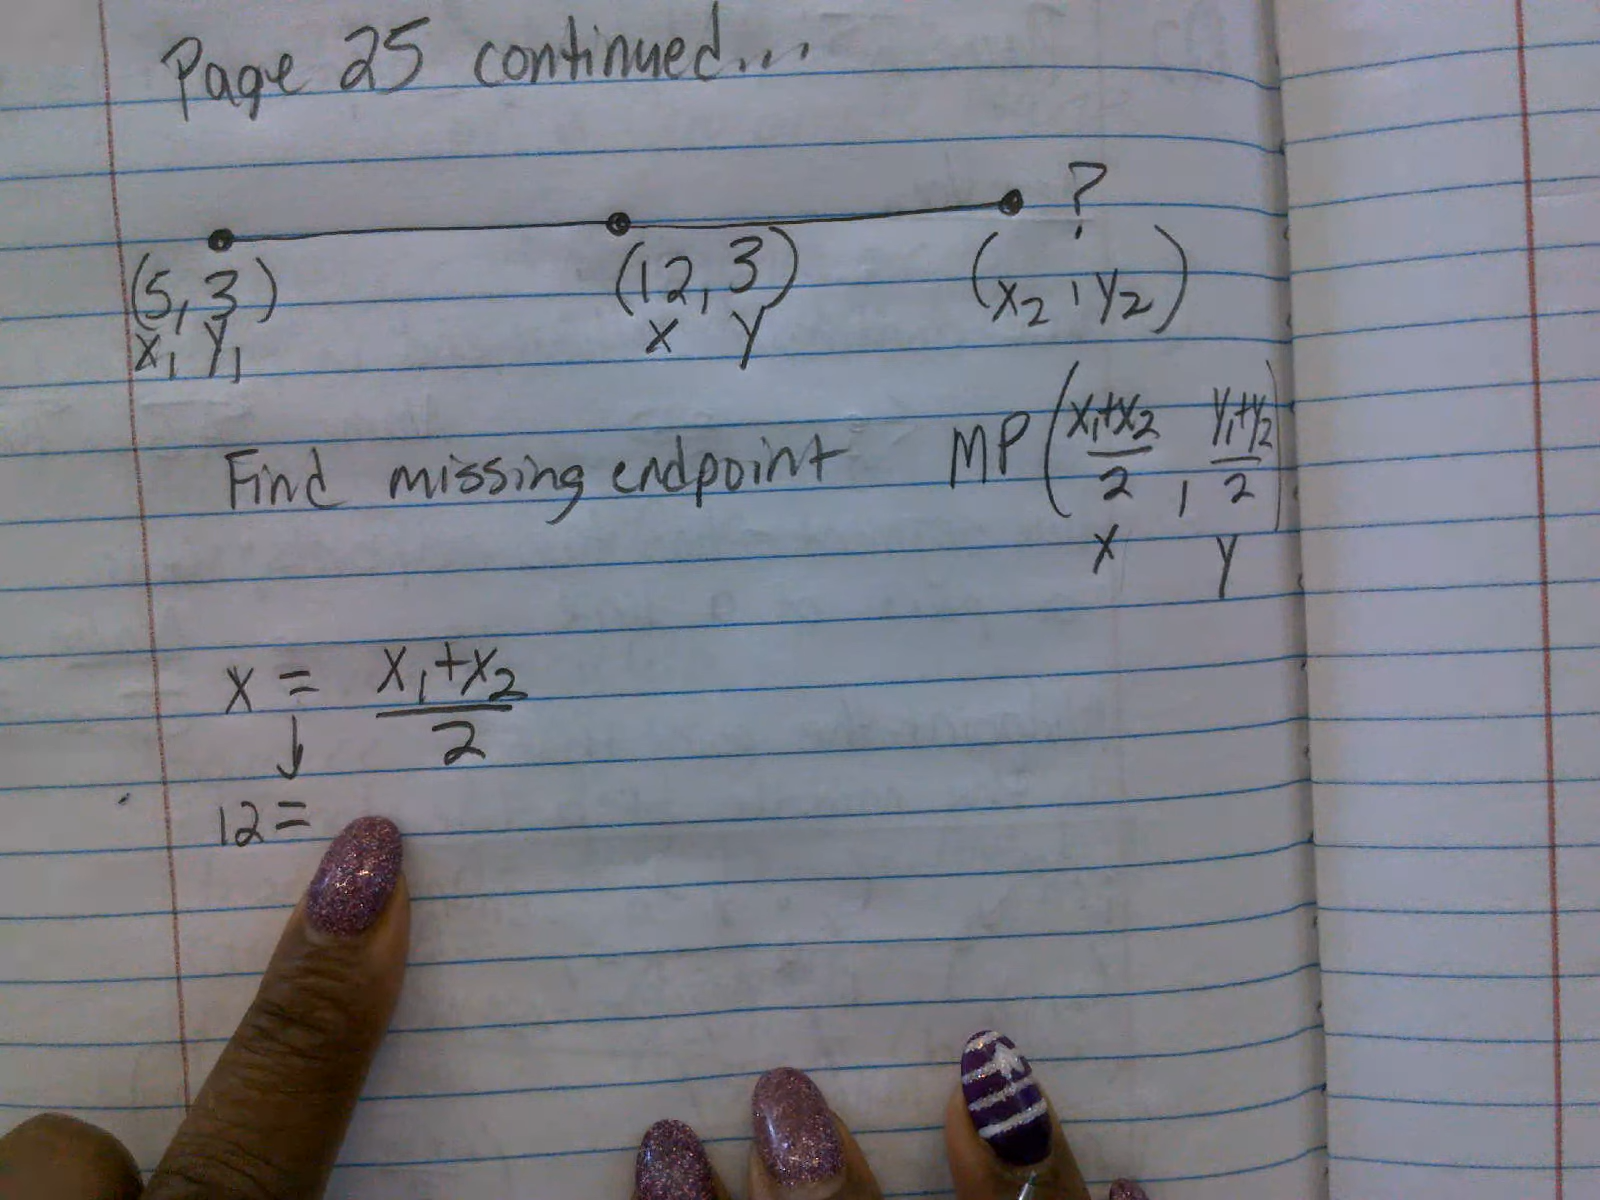 Page 25 continued...
?
(5, 3) (12, 3) (x₂, y₂)
x₁ y₁ x y
Find missing endpoint MP (x₁+x₂/2, y₁+y₂/2)
x y
x = x₁+x₂/2
↓
12 =